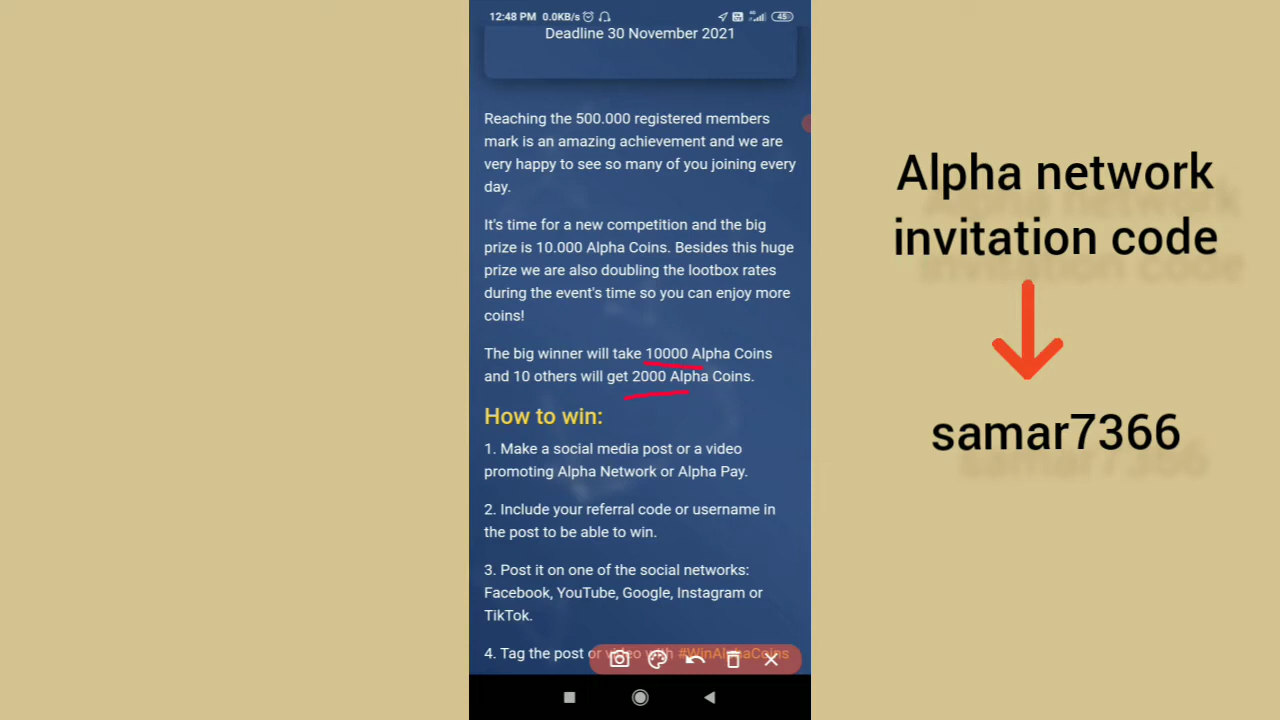 12:48 PM 0.0KB/s
45
Deadline 30 November 2021
Reaching the 500.000 registered members
mark is an amazing achievement and we are
very happy to see so many of you joining every
day.
It's time for a new competition and the big
prize is 10.000 Alpha Coins. Besides this huge
prize we are also doubling the lootbox rates
during the event's time so you can enjoy more
coins!
The big winner will take 10000 Alpha Coins
and 10 others will get 2000 Alpha Coins.
How to win:
1. Make a social media post or a video
promoting Alpha Network or Alpha Pay.
2. Include your referral code or username in
the post to be able to win.
3. Post it on one of the social networks:
Facebook, YouTube, Google, Instagram or
TikTok.
4. Tag the post or video with #WinAlphaCoins
Alpha network
invitation code
samar7366